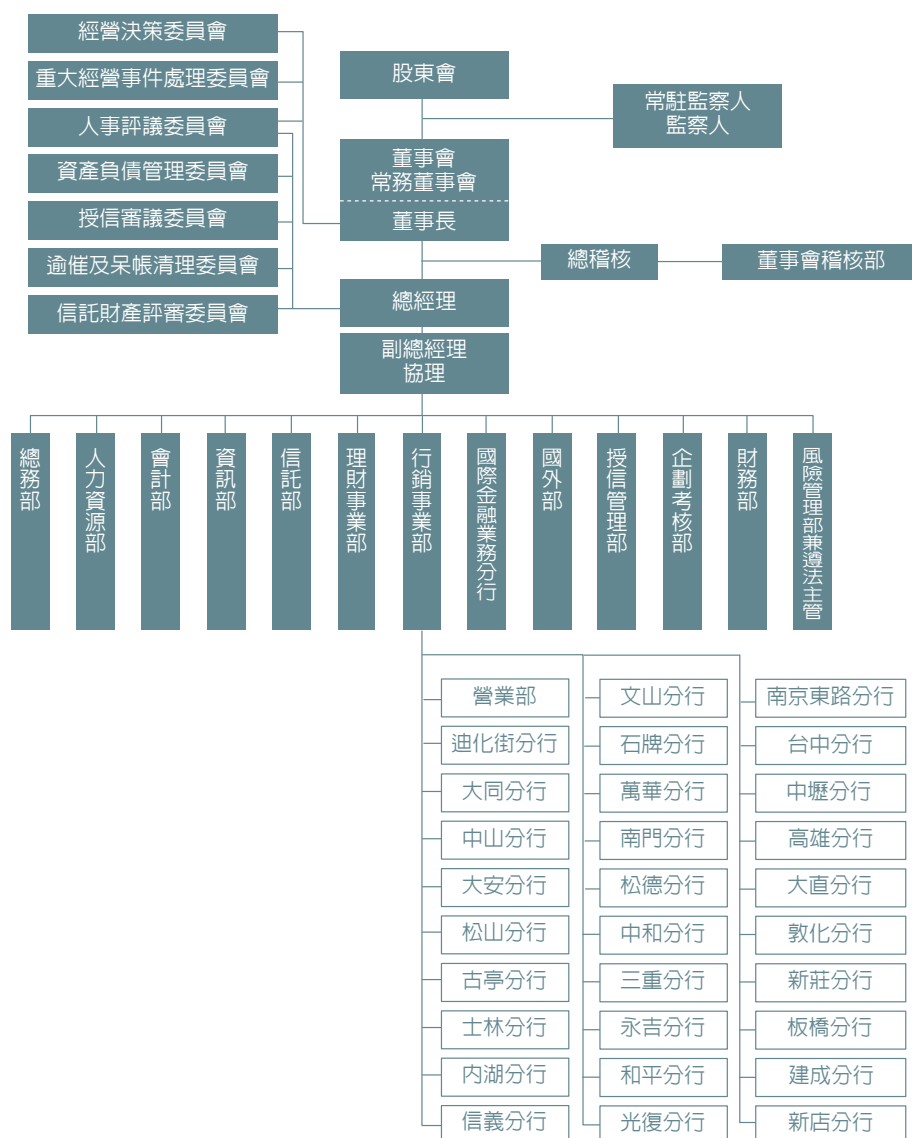 經營決策委員會
重大經營事件處理委員會
人事評議委員會
資產負債管理委員會
授信審議委員會
逾催及呆帳清理委員會
信託財產評審委員會
股東會
常駐監察人
監察人
董事會
常務董事會
董事長
總稽核
董事會稽核部
總經理
副總經理
協理
總務部
人力資源部
會計部
資訊部
信託部
理財事業部
行銷事業部
國際金融業務分行
國外部
授信管理部
企劃考核部
財務部
風險管理部兼遵法主管
營業部
迪化街分行
大同分行
中山分行
大安分行
松山分行
古亭分行
士林分行
內湖分行
信義分行
文山分行
石牌分行
萬華分行
南門分行
松德分行
中和分行
三重分行
永吉分行
和平分行
光復分行
南京東路分行
台中分行
中壢分行
高雄分行
大直分行
敦化分行
新莊分行
板橋分行
建成分行
新店分行